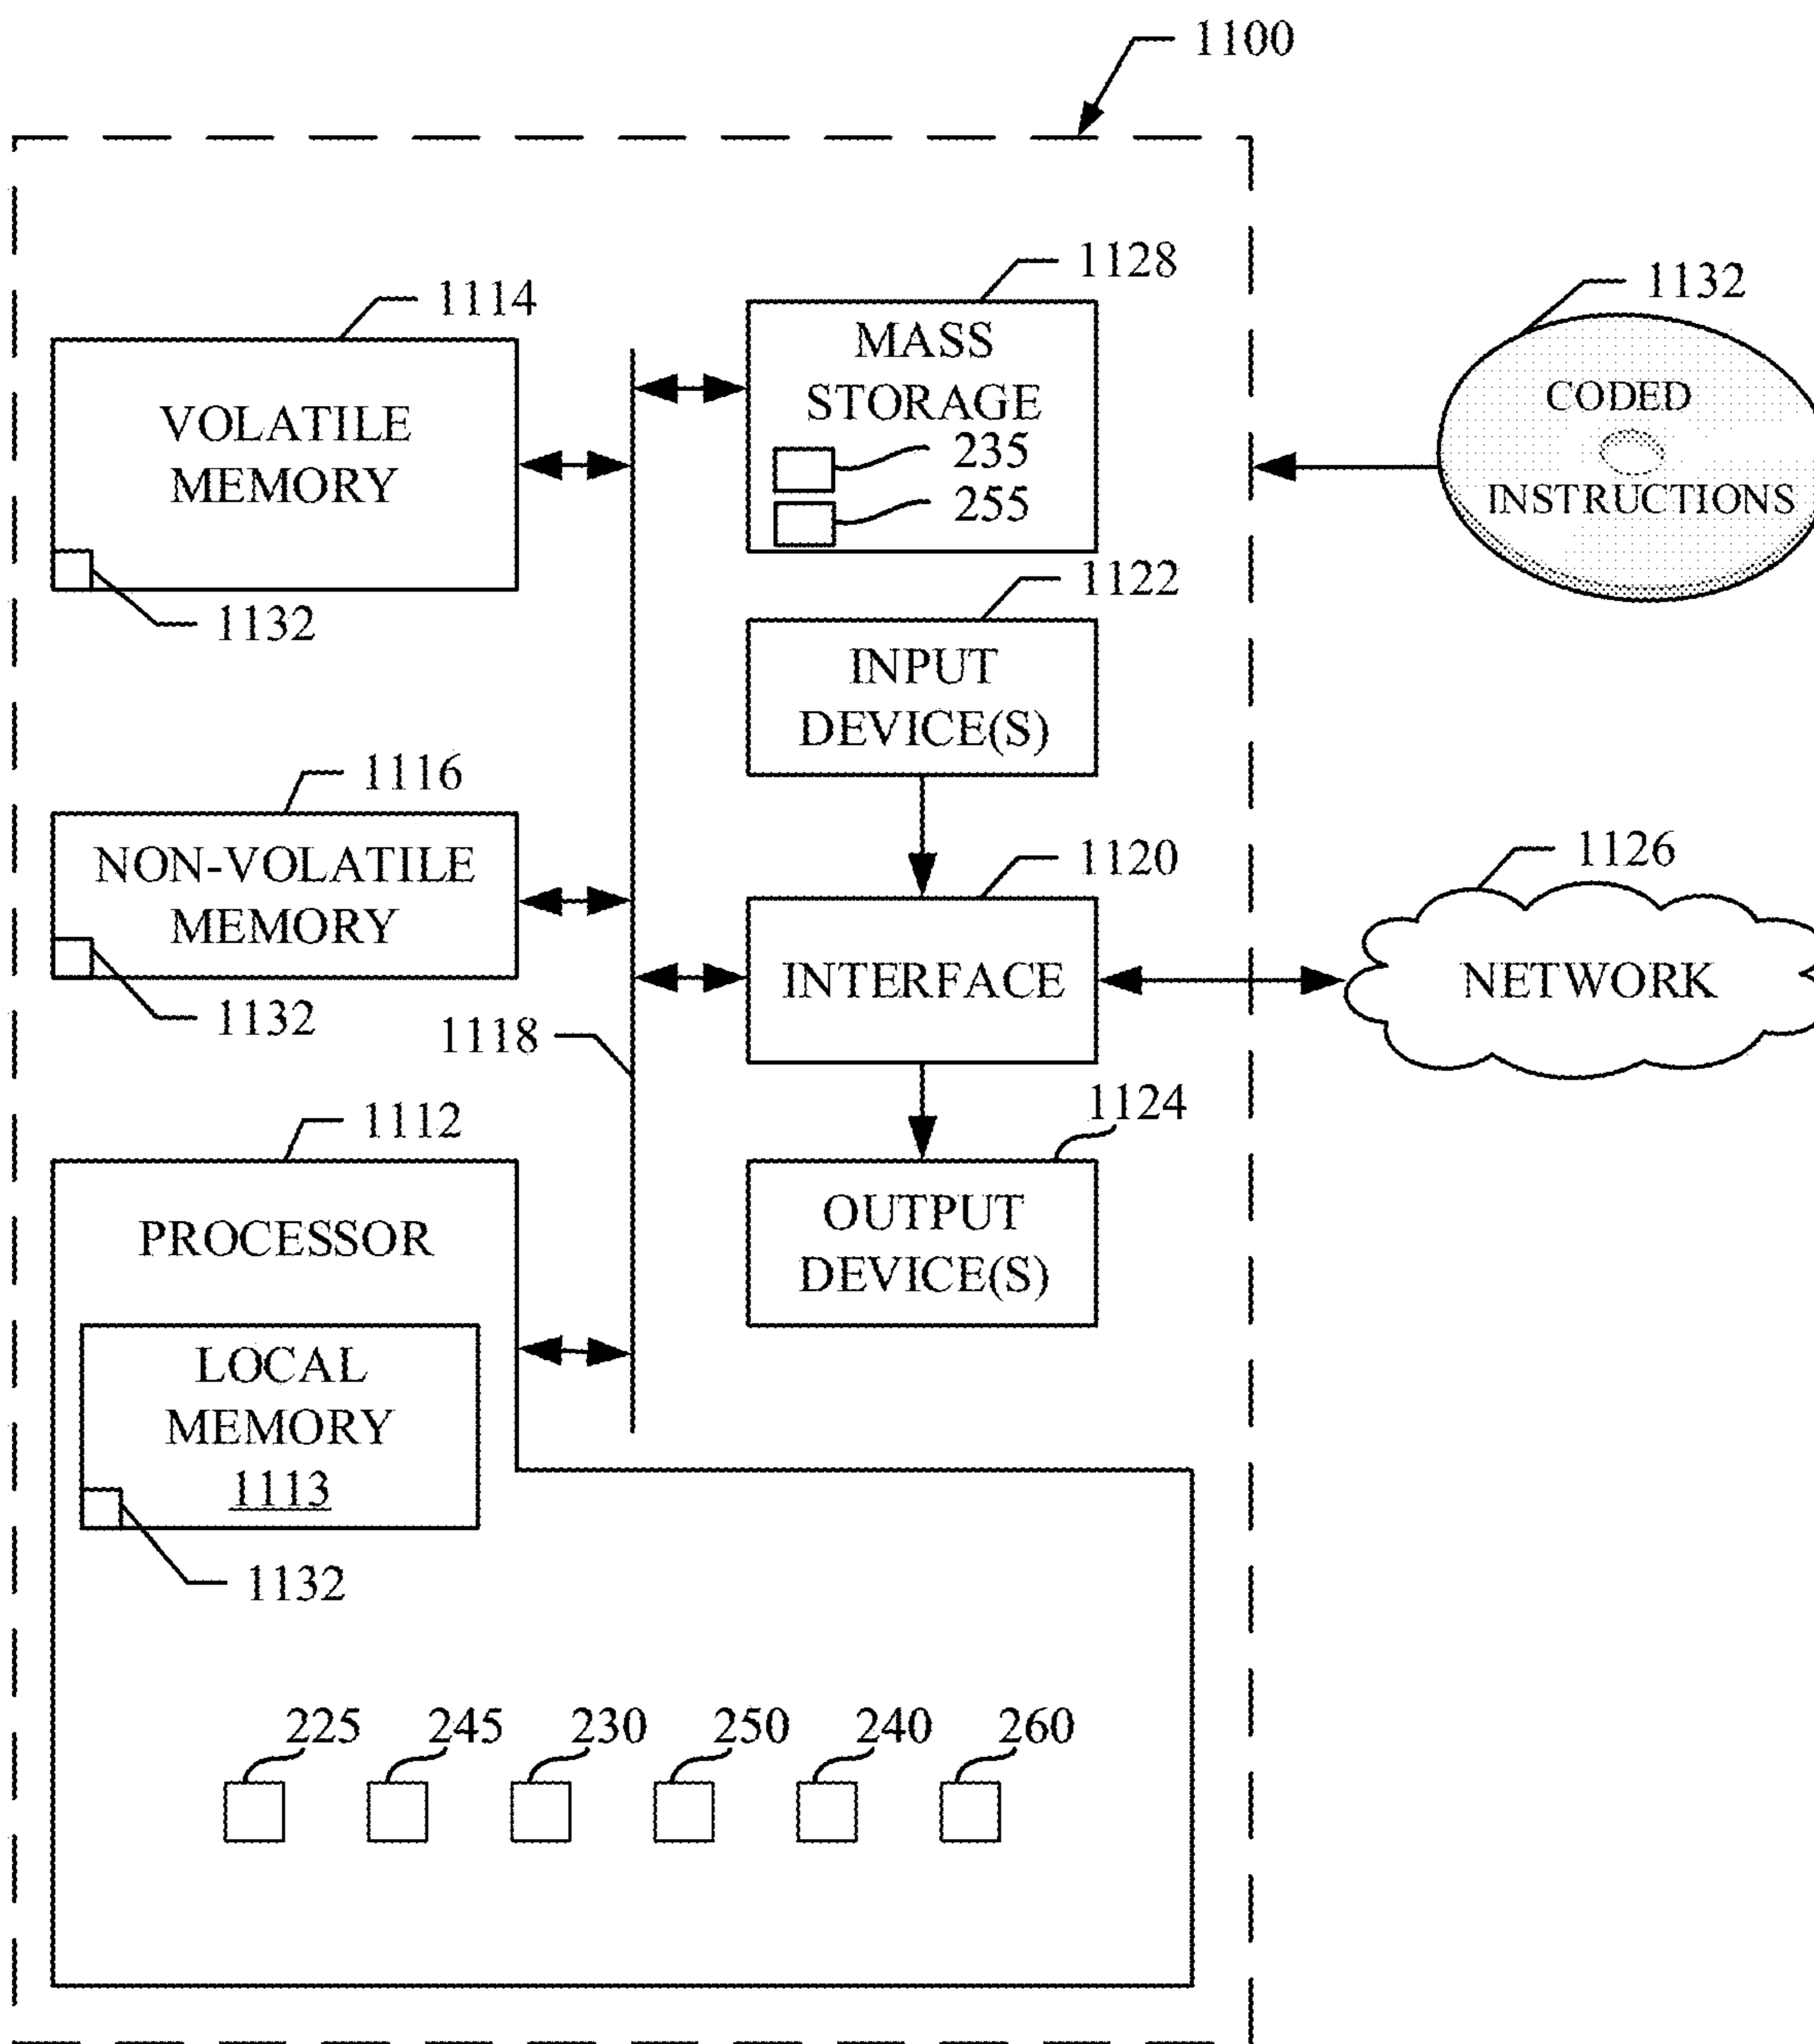 1100
1128
1132
1114
MASS
STORAGE
235
255
VOLATILE
MEMORY
1132
CODED
INSTRUCTIONS
1122
INPUT
DEVICE(S)
1116
NON-VOLATILE
MEMORY
1132
1118
1120
INTERFACE
1126
NETWORK
1124
OUTPUT
DEVICE(S)
1112
PROCESSOR
LOCAL
MEMORY
1113
1132
225 245 230 250 240 260